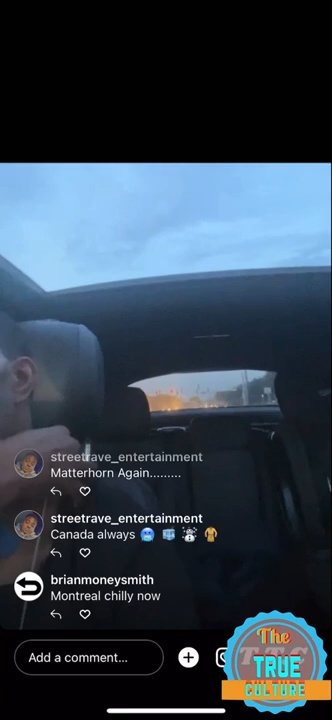 streetrave_entertainment
Matterhorn Again.........
streetrave_entertainment
Canada always 🥶 🧊 ☃️ 🧥
brianmoneysmith
Montreal chilly now
Add a comment...
The
TRUE
CULTURE